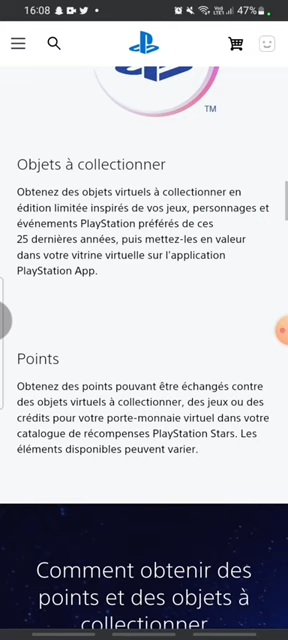 16:08
47%
TM
Objets à collectionner
Obtenez des objets virtuels à collectionner en
édition limitée inspirés de vos jeux, personnages et
événements PlayStation préférés de ces
25 dernières années, puis mettez-les en valeur
dans votre vitrine virtuelle sur l'application
PlayStation App.
Points
Obtenez des points pouvant être échangés contre
des objets virtuels à collectionner, des jeux ou des
crédits pour votre porte-monnaie virtuel dans votre
catalogue de récompenses PlayStation Stars. Les
éléments disponibles peuvent varier.
Comment obtenir des
points et des objets à
collectionner